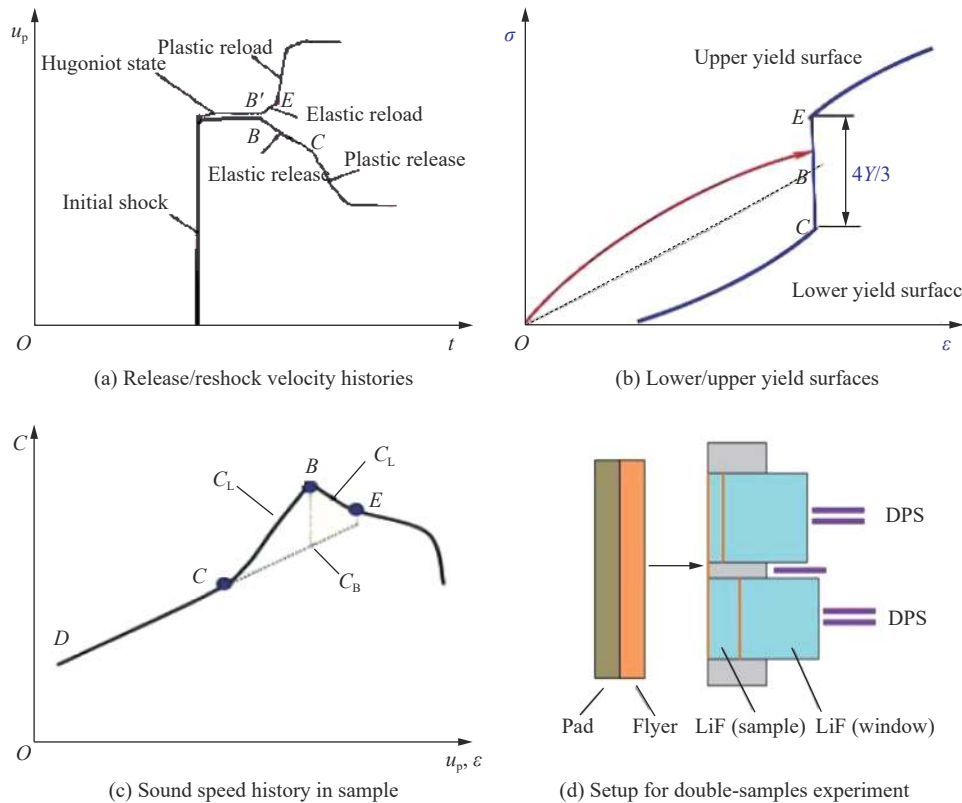 u_p
Plastic reload
Hugoniot state
B′
E
Elastic reload
B
C
Elastic release
Plastic release
Initial shock
O
t
(a) Release/reshock velocity histories
σ
Upper yield surface
E
B
4Y/3
C
Lower yield surface
O
ε
(b) Lower/upper yield surfaces
C
B
C_L
C_L
E
C
C_B
D
O
u_p, ε
(c) Sound speed history in sample
DPS
DPS
Pad
Flyer
LiF (sample)
LiF (window)
(d) Setup for double-samples experiment